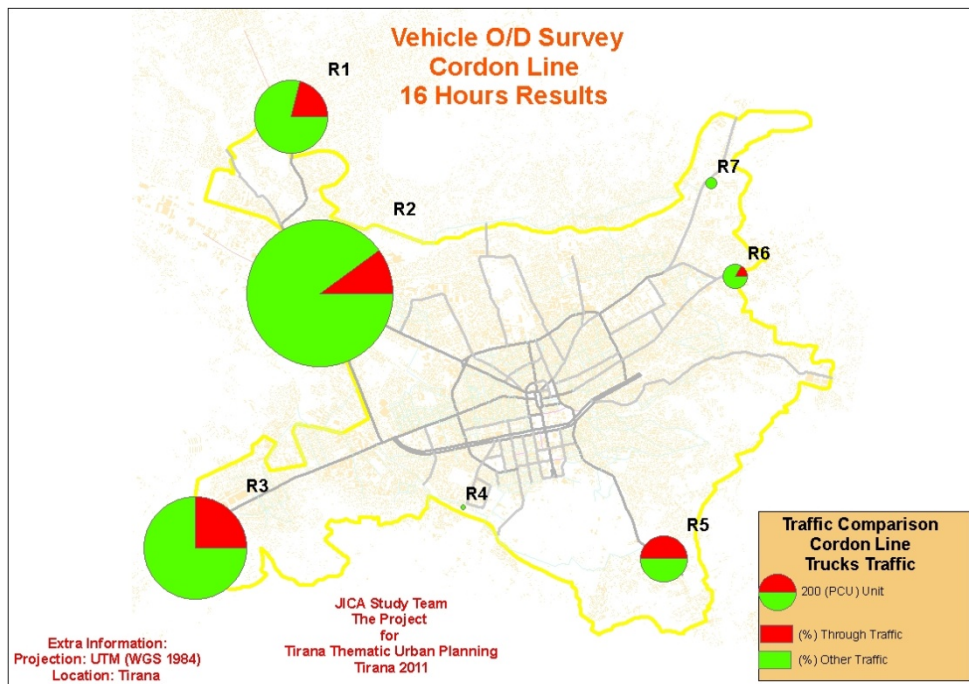 Vehicle O/D Survey
Cordon Line
16 Hours Results
R1
R2
R7
R6
R3
R4
R5
Traffic Comparison
Cordon Line
Trucks Traffic
200 (PCU) Unit
(%) Through Traffic
(%) Other Traffic
JICA Study Team
The Project
for
Tirana Thematic Urban Planning
Tirana 2011
Extra Information:
Projection: UTM (WGS 1984)
Location: Tirana